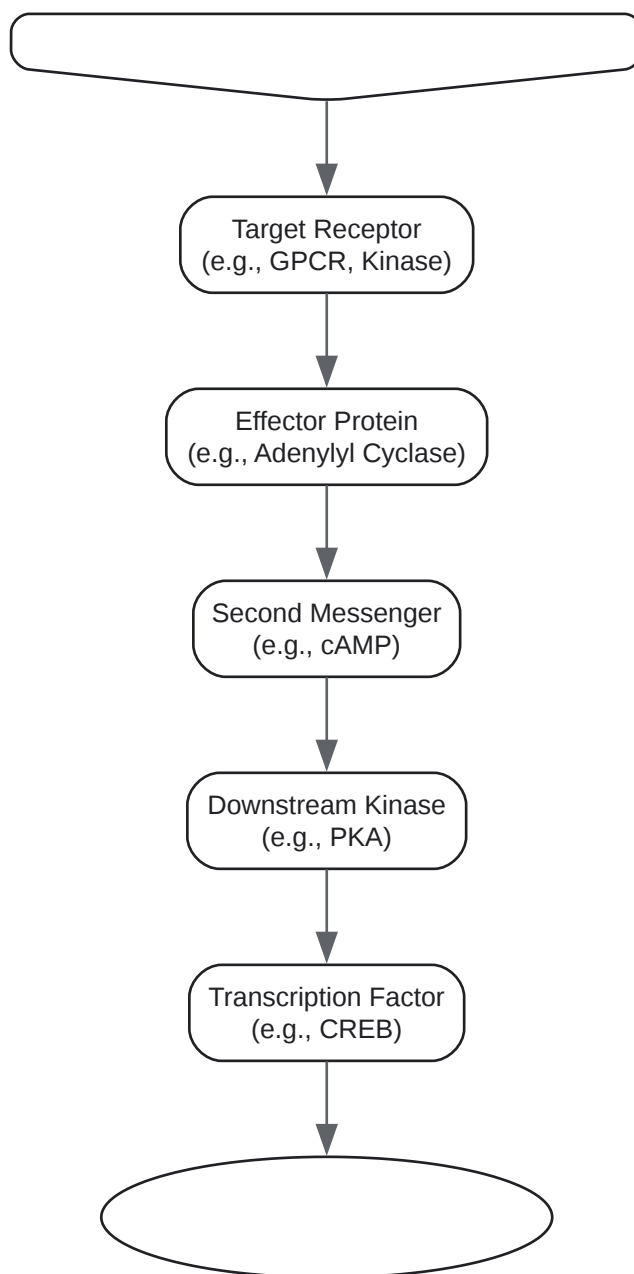 Target Receptor
(e.g., GPCR, Kinase)
Effector Protein
(e.g., Adenylyl Cyclase)
Second Messenger
(e.g., cAMP)
Downstream Kinase
(e.g., PKA)
Transcription Factor
(e.g., CREB)